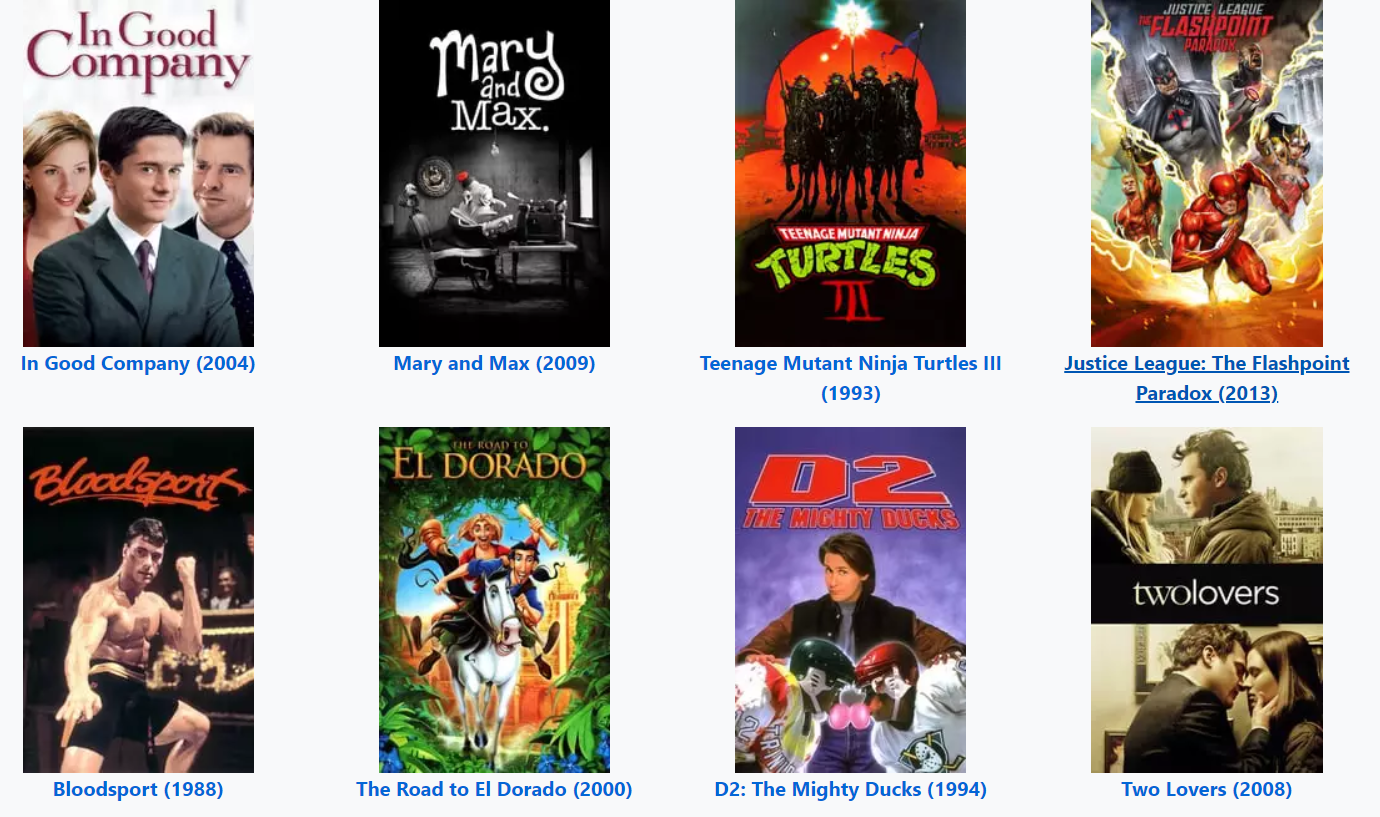 In Good
Company
Mary
and
Max.
TEENAGE MUTANT NINJA
TURTLES
III
JUSTICE LEAGUE
THE FLASHPOINT
PARADOX
In Good Company (2004)
Mary and Max (2009)
Teenage Mutant Ninja Turtles III
(1993)
Justice League: The Flashpoint
Paradox (2013)
Bloodsport
THE ROAD TO
EL DORADO
D2
THE MIGHTY DUCKS
twolovers
Bloodsport (1988)
The Road to El Dorado (2000)
D2: The Mighty Ducks (1994)
Two Lovers (2008)